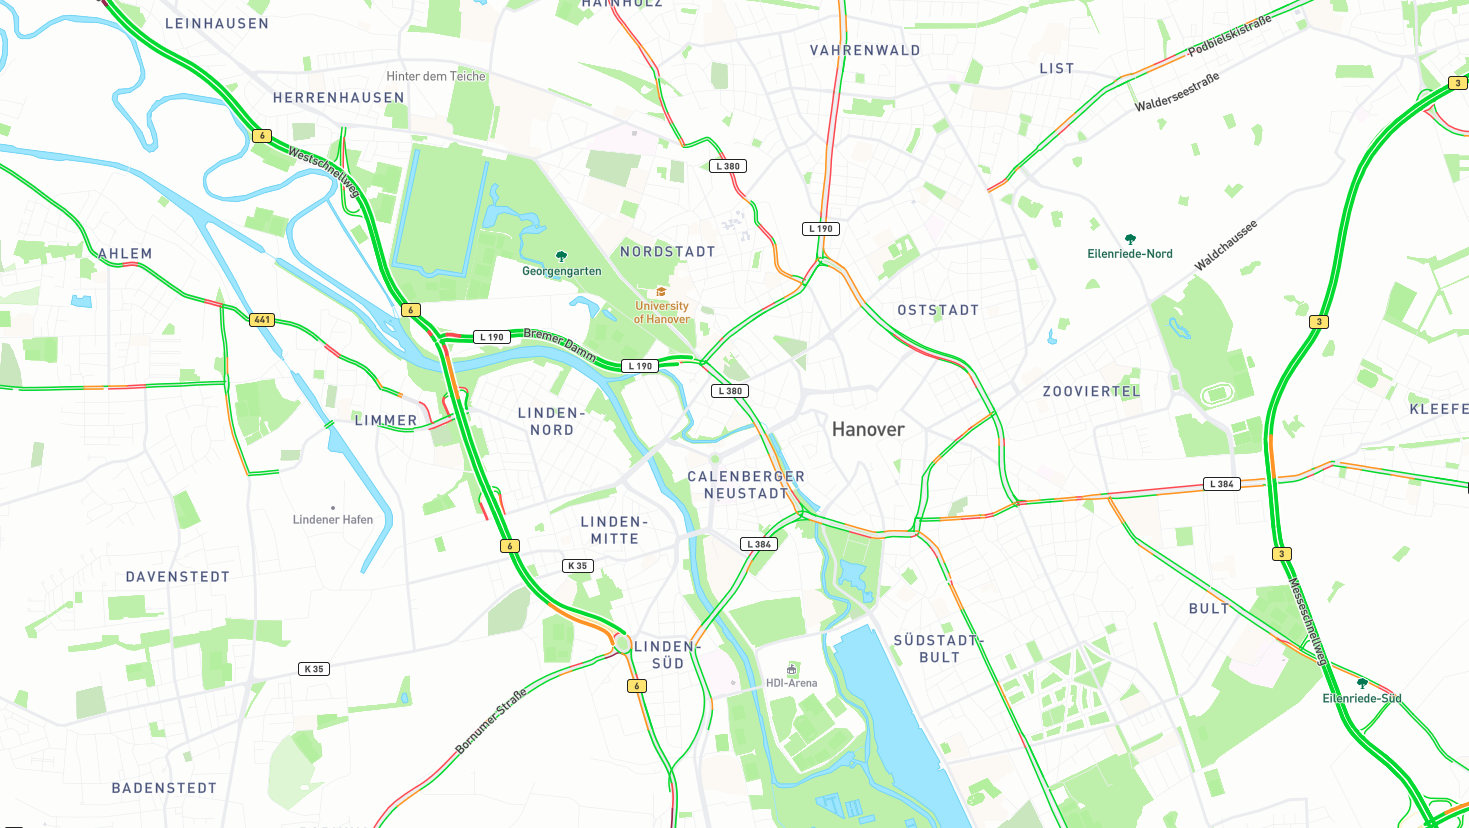 HAINHOLZ
LEINHAUSEN
VAHRENWALD
LIST
Podbielskistraße
3
Hinter dem Teiche
Walderseestraße
HERRENHAUSEN
6
Westschnellweg
L 380
L 190
AHLEM
NORDSTADT
Georgengarten
Eilenriede-Nord
Waldchaussee
University
of Hanover
6
441
OSTSTADT
3
L 190
Bremer Damm
L 190
L 380
ZOOVIERTEL
LIMMER
LINDEN-
NORD
Hanover
KLEEFE
CALENBERGER
NEUSTADT
L 384
Lindener Hafen
LINDEN-
MITTE
6
L 384
3
K 35
DAVENSTEDT
Messeschnellweg
BULT
LINDEN-
SÜD
SÜDSTADT-
BULT
K 35
HDI-Arena
6
Eilenriede-Süd
Bornumer Straße
BADENSTEDT